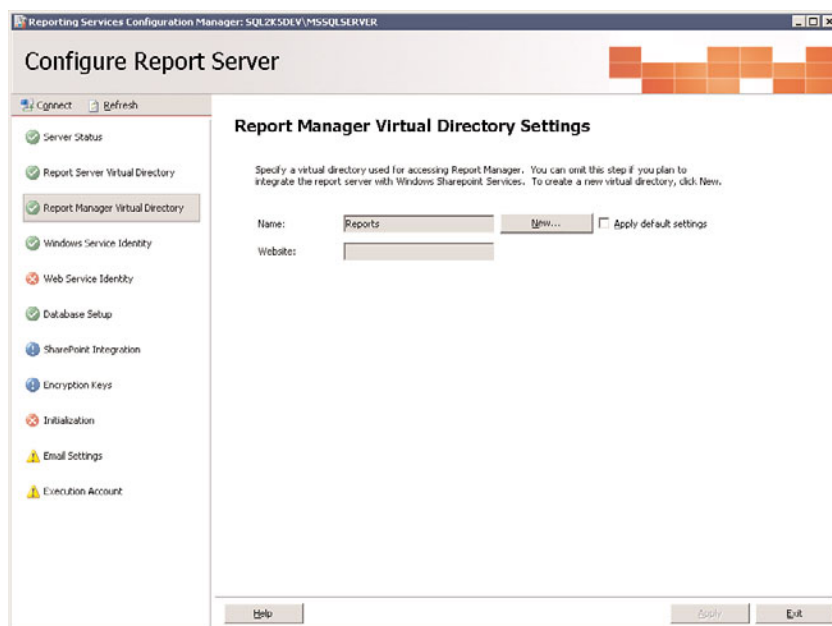 Reporting Services Configuration Manager: SQL2K5DEV\MSSQLSERVER
Configure Report Server
Connect Refresh
Server Status
Report Server Virtual Directory
Report Manager Virtual Directory
Windows Service Identity
Web Service Identity
Database Setup
SharePoint Integration
Encryption Keys
Initialization
Email Settings
Execution Account
Report Manager Virtual Directory Settings
Specify a virtual directory used for accessing Report Manager. You can omit this step if you plan to
integrate the report server with Windows Sharepoint Services. To create a new virtual directory, click New.
Name: Reports New... Apply default settings
Website:
Help Apply Exit